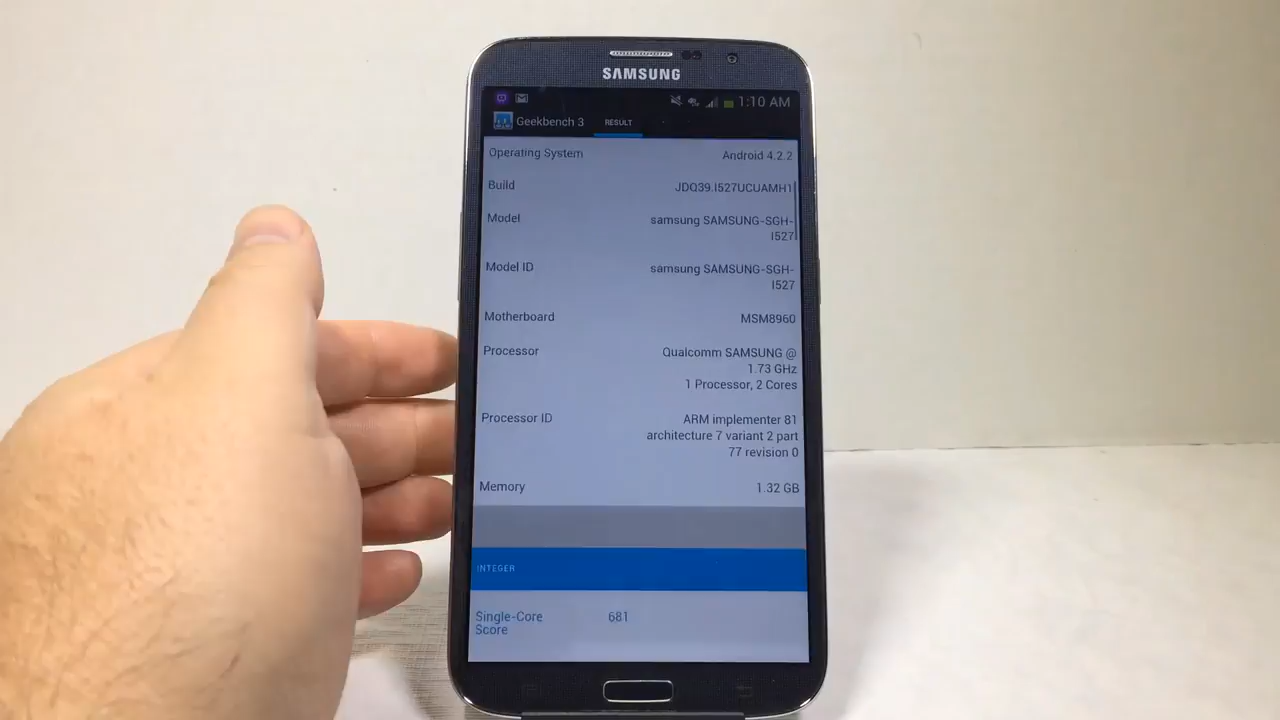 SAMSUNG
1:10 AM
Geekbench 3 RESULT
Operating System Android 4.2.2
Build JDQ39.I527UCUAMH1
Model samsung SAMSUNG-SGH-
I527
Model ID samsung SAMSUNG-SGH-
I527
Motherboard MSM8960
Processor Qualcomm SAMSUNG @
1.73 GHz
1 Processor, 2 Cores
Processor ID ARM implementer 81
architecture 7 variant 2 part
77 revision 0
Memory 1.32 GB
INTEGER
Single-Core 681
Score